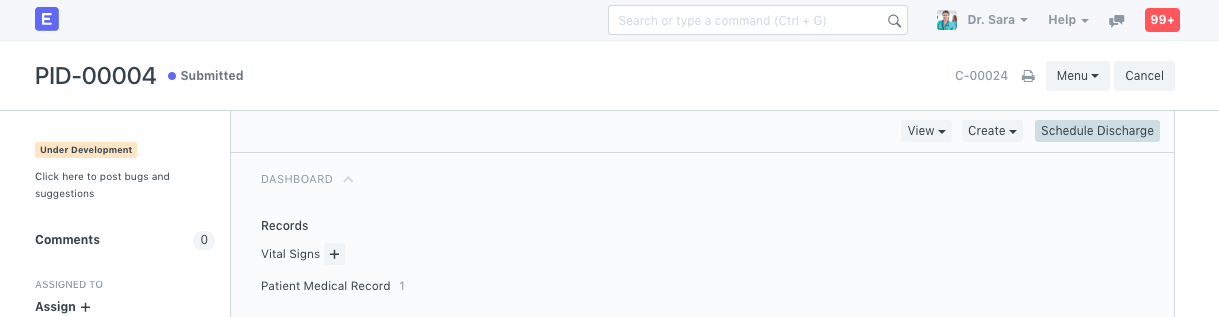 E
Search or type a command (Ctrl + G)
Dr. Sara
Help
99+
PID-00004
Submitted
C-00024
Menu
Cancel
View
Create
Schedule Discharge
Under Development
Click here to post bugs and
suggestions
Comments 0
ASSIGNED TO
Assign +
DASHBOARD
Records
Vital Signs +
Patient Medical Record 1